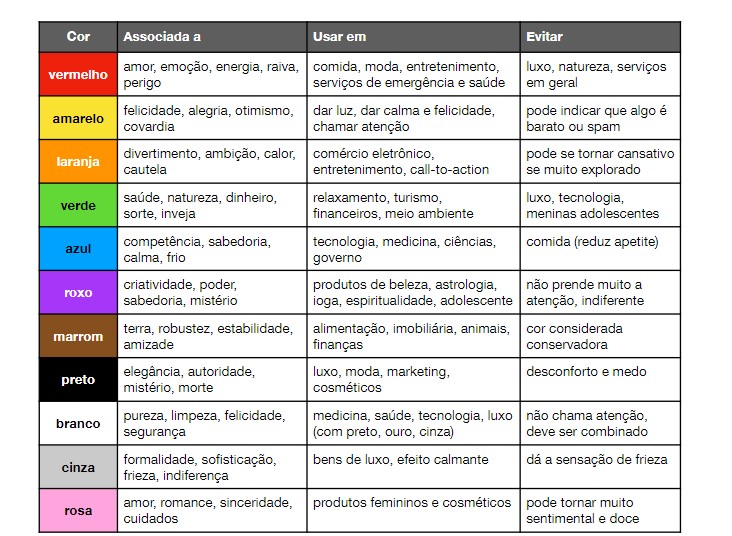 Cor Associada a Usar em Evitar
vermelho amor, emoção, energia, raiva, comida, moda, entretenimento, luxo, natureza, serviços
perigo serviços de emergência e saúde em geral
amarelo felicidade, alegria, otimismo, dar luz, dar calma e felicidade, pode indicar que algo é
covardia chamar atenção barato ou spam
laranja divertimento, ambição, calor, comércio eletrônico, pode se tornar cansativo
cautela entretenimento, call-to-action se muito explorado
verde saúde, natureza, dinheiro, relaxamento, turismo, luxo, tecnologia,
sorte, inveja financeiros, meio ambiente meninas adolescentes
azul competência, sabedoria, tecnologia, medicina, ciências, comida (reduz apetite)
calma, frio governo
roxo criatividade, poder, produtos de beleza, astrologia, não prende muito a
sabedoria, mistério ioga, espiritualidade, adolescente atenção, indiferente
marrom terra, robustez, estabilidade, alimentação, imobiliária, animais, cor considerada
amizade finanças conservadora
preto elegância, autoridade, luxo, moda, marketing, desconforto e medo
mistério, morte cosméticos
branco pureza, limpeza, felicidade, medicina, saúde, tecnologia, luxo não chama atenção,
segurança (com preto, ouro, cinza) deve ser combinado
cinza formalidade, sofisticação, bens de luxo, efeito calmante dá a sensação de frieza
frieza, indiferença
rosa amor, romance, sinceridade, produtos femininos e cosméticos pode tornar muito
cuidados sentimental e doce